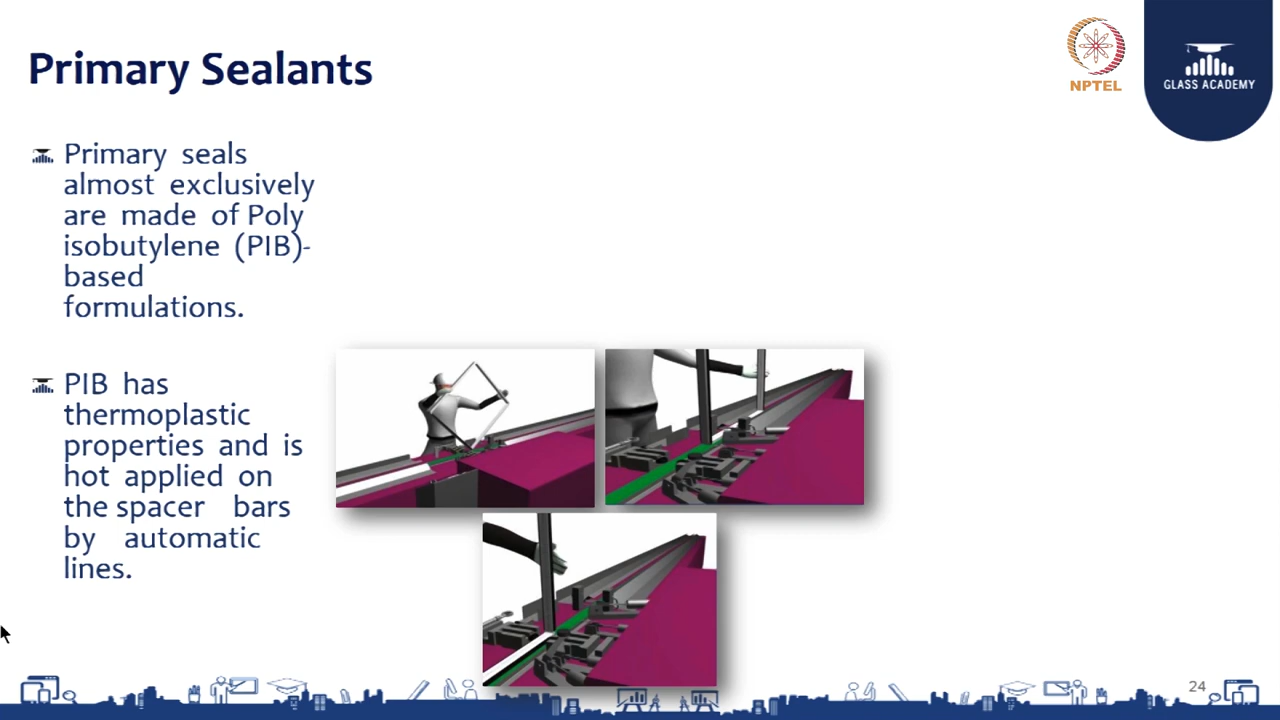 Primary Sealants
NPTEL
GLASS ACADEMY
Primary seals
almost exclusively
are made of Poly
isobutylene (PIB)-
based
formulations.
PIB has
thermoplastic
properties and is
hot applied on
the spacer bars
by automatic
lines.
24